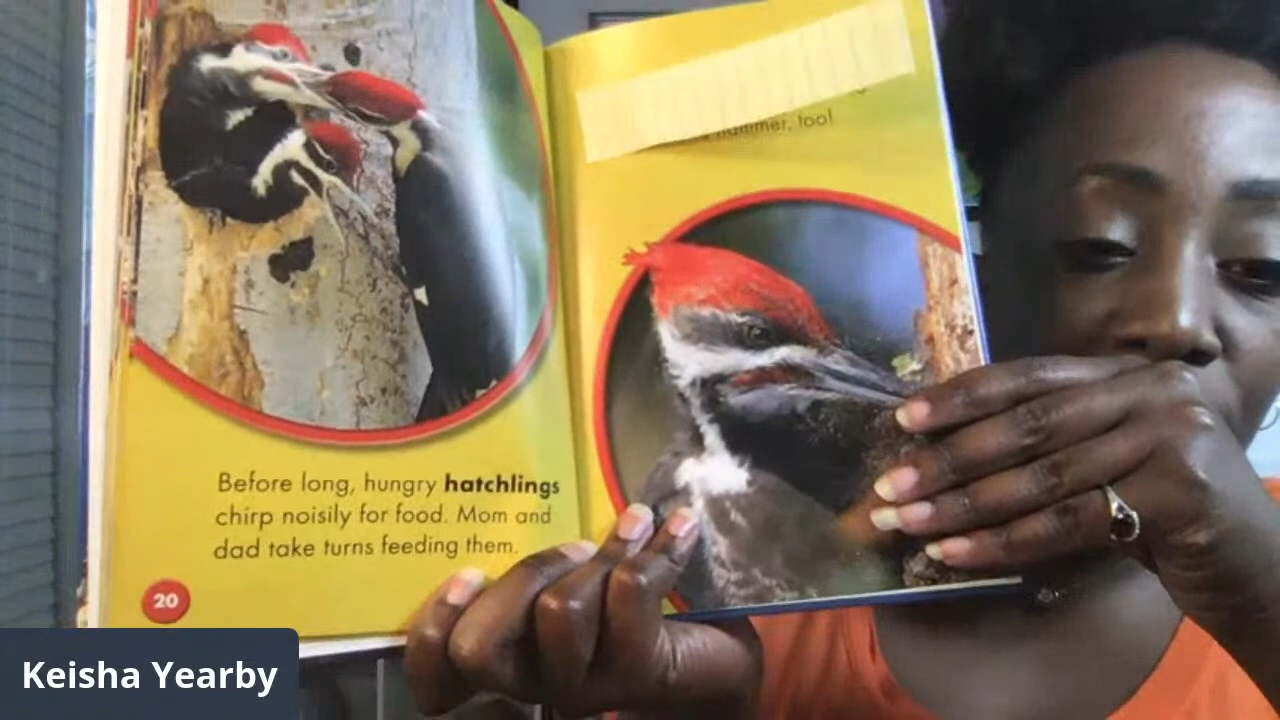 Before long, hungry hatchlings
chirp noisily for food. Mom and
dad take turns feeding them.
20
hammer, too!
Keisha Yearby